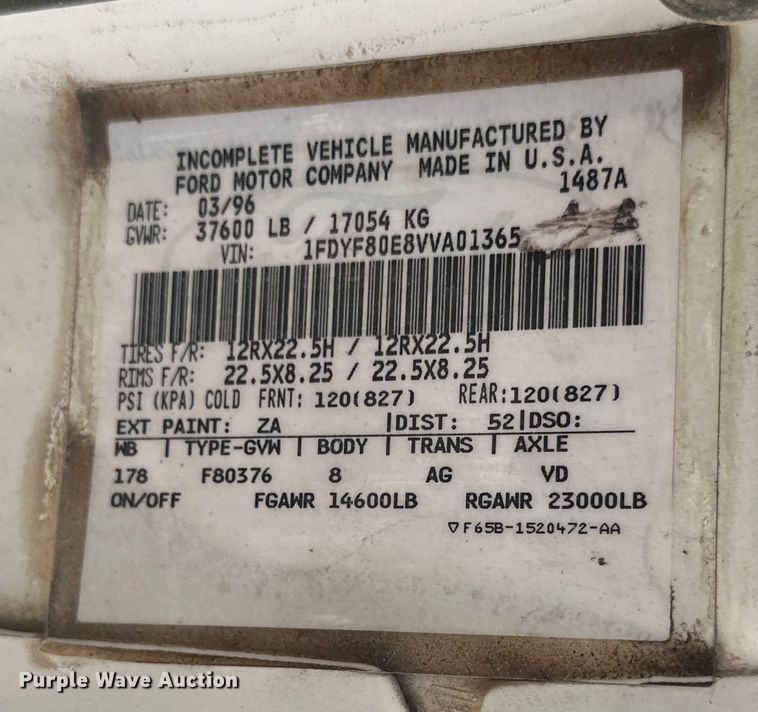 INCOMPLETE VEHICLE MANUFACTURED BY
FORD MOTOR COMPANY MADE IN U.S.A.
1487A
DATE: 03/96
GVWR: 37600 LB / 17054 KG
VIN: 1FDYF80E8VVA01365
TIRES F/R: 12RX22.5H / 12RX22.5H
RIMS F/R: 22.5X8.25 / 22.5X8.25
PSI (KPA) COLD FRNT: 120(827) REAR: 120(827)
EXT PAINT: ZA |DIST: 52|DSO:
WB | TYPE-GVW | BODY | TRANS | AXLE
178 F80376 8 AG VD
ON/OFF FGAWR 14600LB RGAWR 23000LB
▽F65B-1520472-AA
Purple Wave Auction